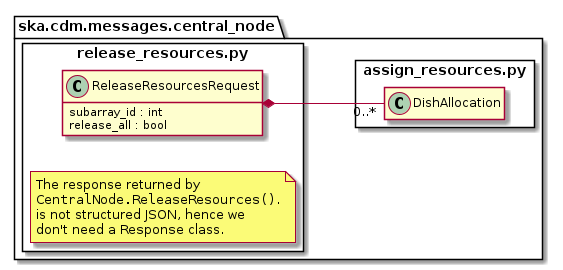 ska.cdm.messages.central_node
release_resources.py
C ReleaseResourcesRequest
subarray_id : int
release_all : bool
assign_resources.py
0..*
C DishAllocation
The response returned by
CentralNode.ReleaseResources().
is not structured JSON, hence we
don't need a Response class.